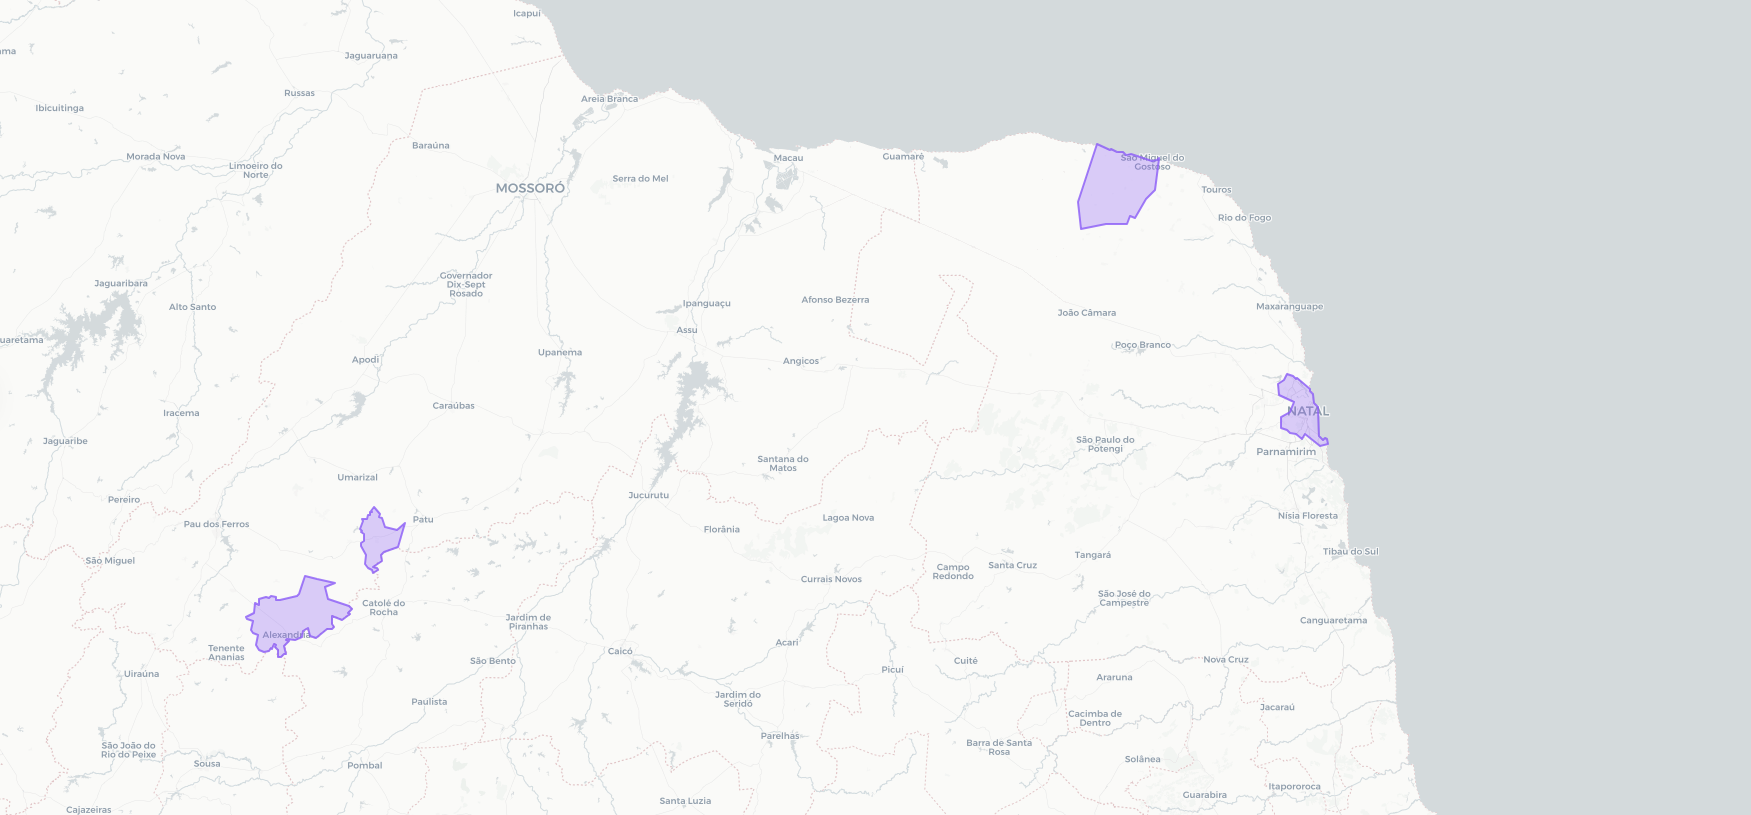 Icapuí
Jaguaruana
Russas
Areia Branca
Ibicuitinga
Baraúna
Morada Nova
Limoeiro do
Norte
MOSSORÓ
Serra do Mel
Macau
Guamaré
São Miguel do
Gostoso
Touros
Rio do Fogo
Jaguaribara
Alto Santo
Governador
Dix-Sept
Rosado
Ipanguaçu
Afonso Bezerra
João Câmara
Maxaranguape
Assu
Poço Branco
Apodi
Upanema
Angicos
Iracema
Caraúbas
NATAL
Jaguaribe
São Paulo do
Potengi
Parnamirim
Santana do
Matos
Umarizal
Pereiro
Jucurutu
Pau dos Ferros
Patu
Florânia
Lagoa Nova
Nísia Floresta
São Miguel
Tangará
Tibau do Sul
Campo
Redondo
Santa Cruz
Currais Novos
Catolé do
Rocha
São José do
Campestre
Jardim de
Piranhas
Canguaretama
Alexandria
Tenente
Ananias
Acari
Caicó
São Bento
Cuité
Nova Cruz
Uiraúna
Picuí
Araruna
Paulista
Jardim do
Seridó
Jacaraú
Cacimba de
Dentro
Parelhas
Barra de Santa
Rosa
São João do
Rio do Peixe
Sousa
Pombal
Solânea
Itapororoca
Guarabira
Santa Luzia
Cajazeiras